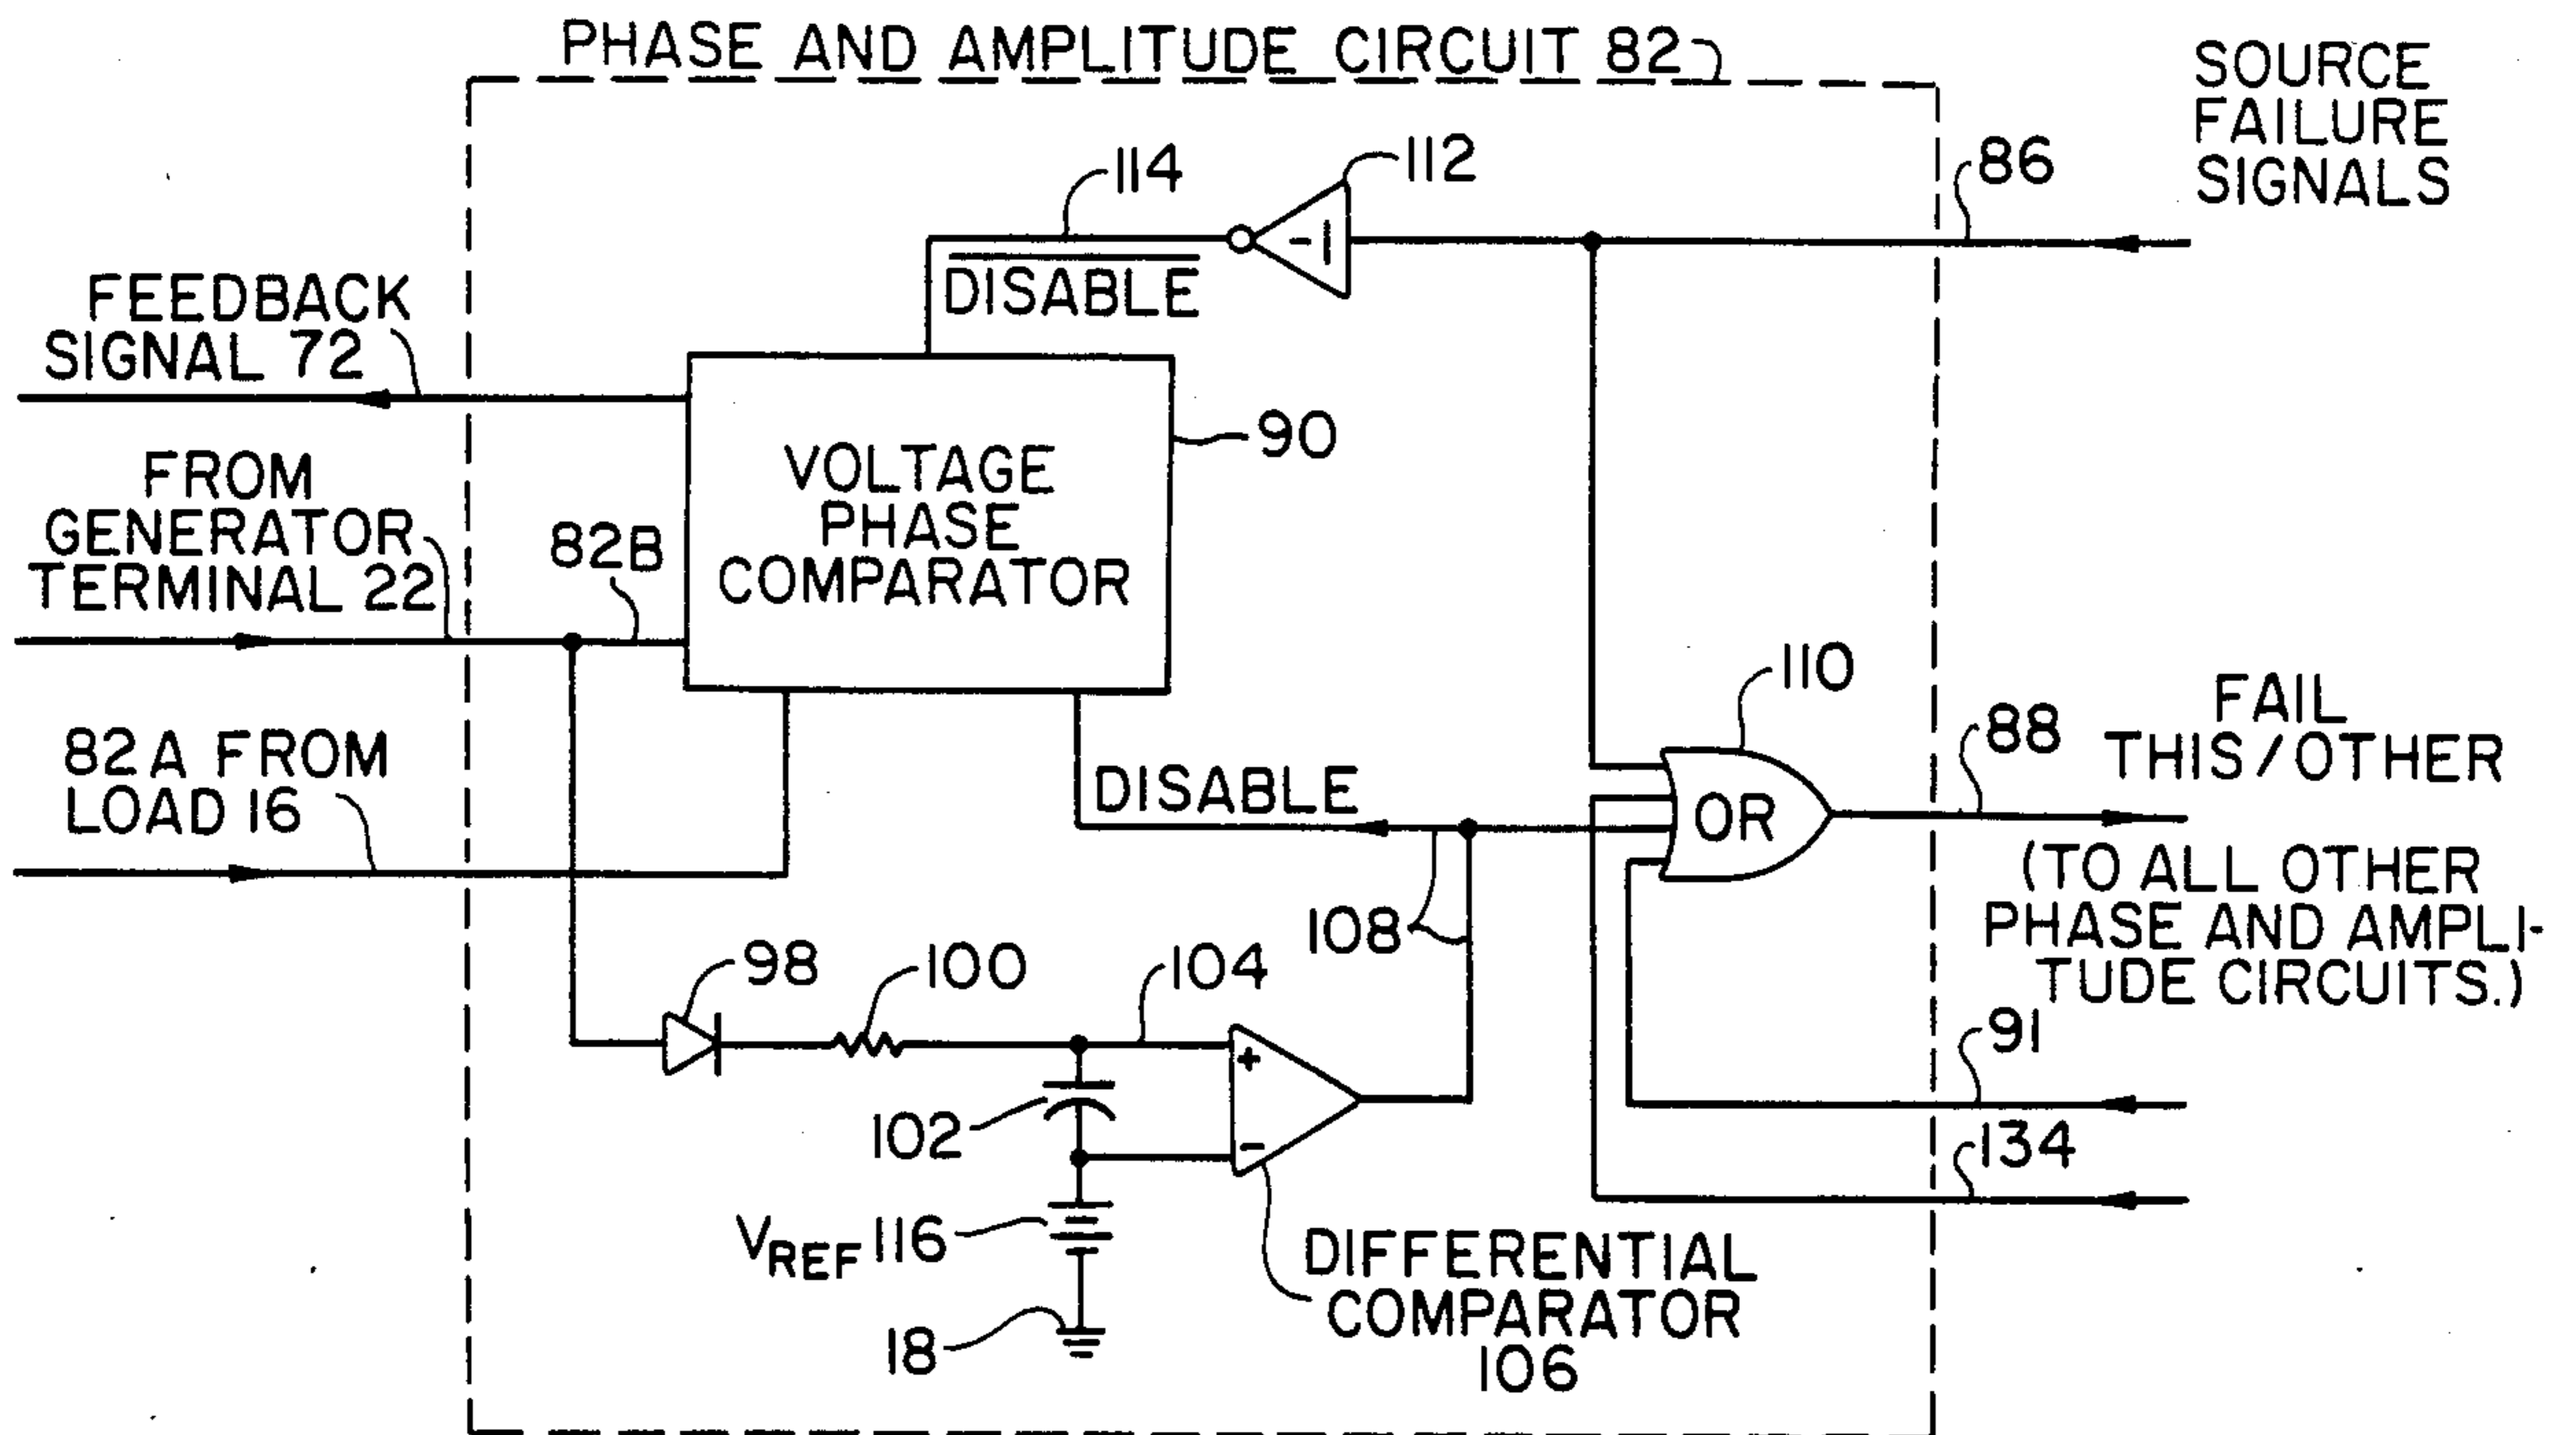 PHASE AND AMPLITUDE CIRCUIT 82
SOURCE
FAILURE
SIGNALS
86
112
114
-1
DISABLE
FEEDBACK
SIGNAL 72
90
VOLTAGE
PHASE
COMPARATOR
FROM
GENERATOR
TERMINAL 22
82B
110
82A FROM
LOAD 16
DISABLE
OR
88
FAIL
THIS/OTHER
(TO ALL OTHER
PHASE AND AMPLI-
TUDE CIRCUITS.)
108
98
100
104
+
-
102
91
134
VREF 116
18
DIFFERENTIAL
COMPARATOR
106